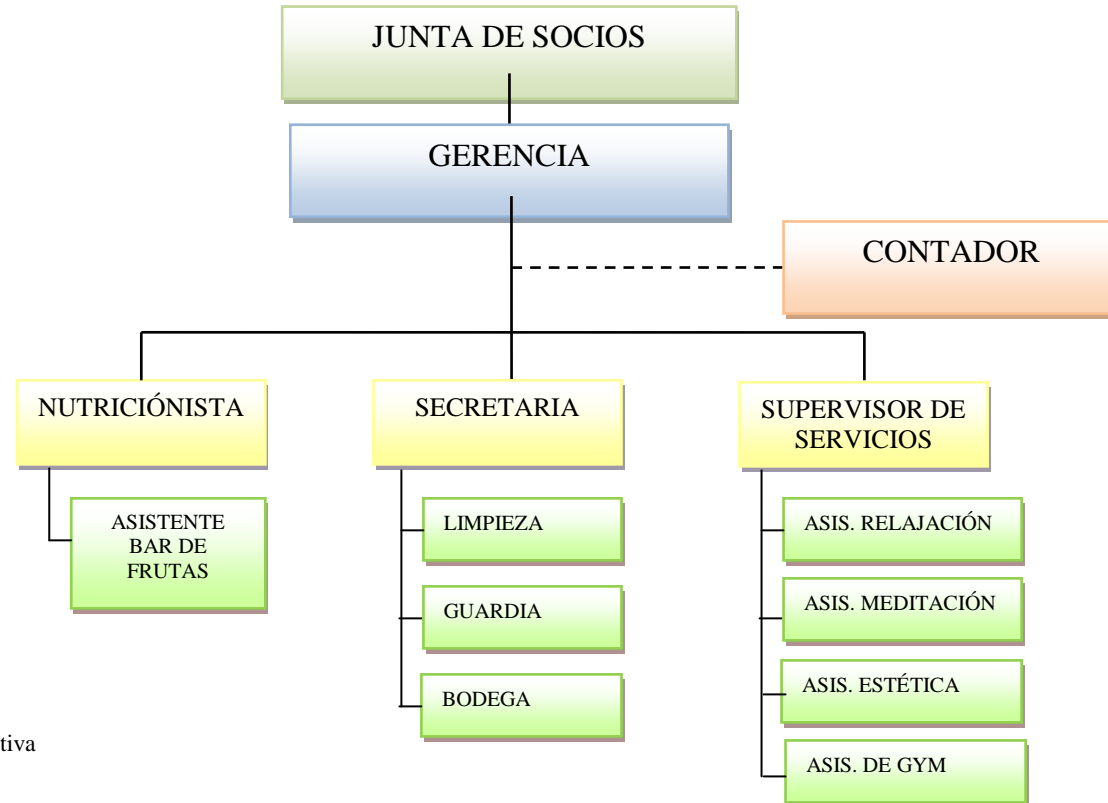 JUNTA DE SOCIOS
GERENCIA
CONTADOR
NUTRICIÓNISTA
SECRETARIA
SUPERVISOR DE
SERVICIOS
ASISTENTE
BAR DE
FRUTAS
LIMPIEZA
GUARDIA
BODEGA
ASIS. RELAJACIÓN
ASIS. MEDITACIÓN
ASIS. ESTÉTICA
ASIS. DE GYM
tiva